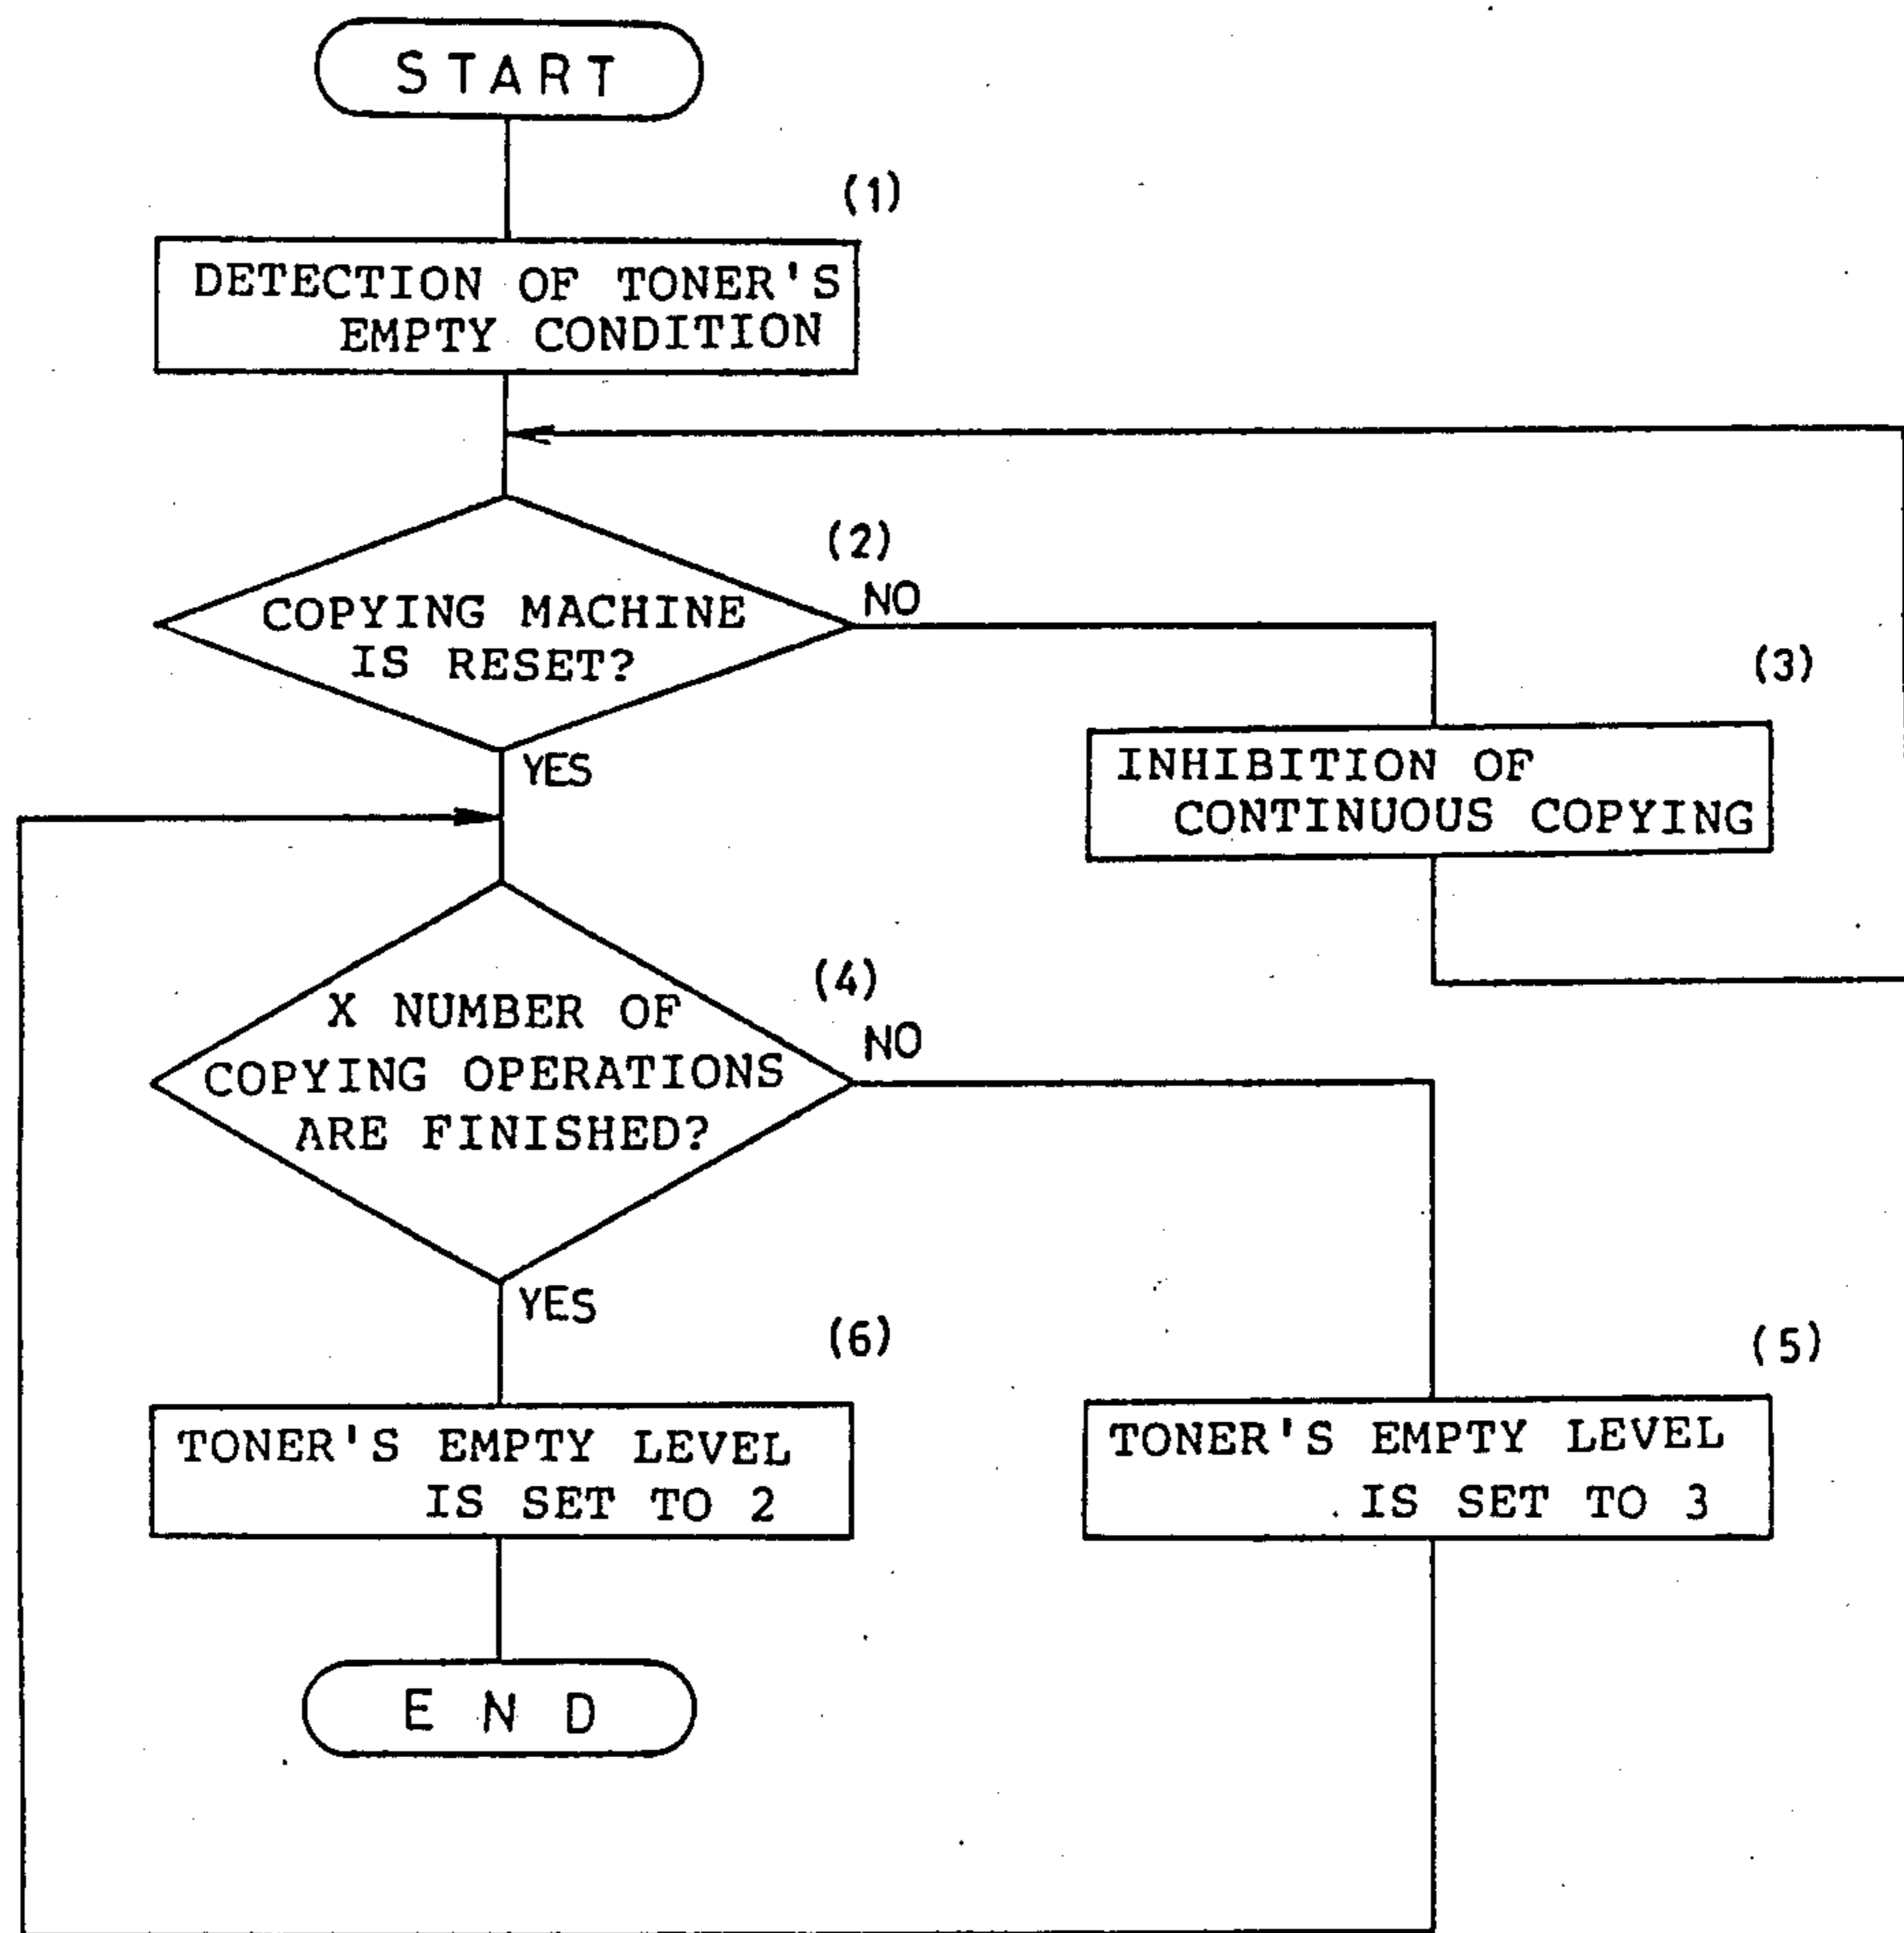 START
(1)
DETECTION OF TONER'S
EMPTY CONDITION
(2)
NO
COPYING MACHINE
IS RESET?
YES
(3)
INHIBITION OF
CONTINUOUS COPYING
(4)
NO
X NUMBER OF
COPYING OPERATIONS
ARE FINISHED?
YES
(6)
TONER'S EMPTY LEVEL
IS SET TO 2
(5)
TONER'S EMPTY LEVEL
IS SET TO 3
END